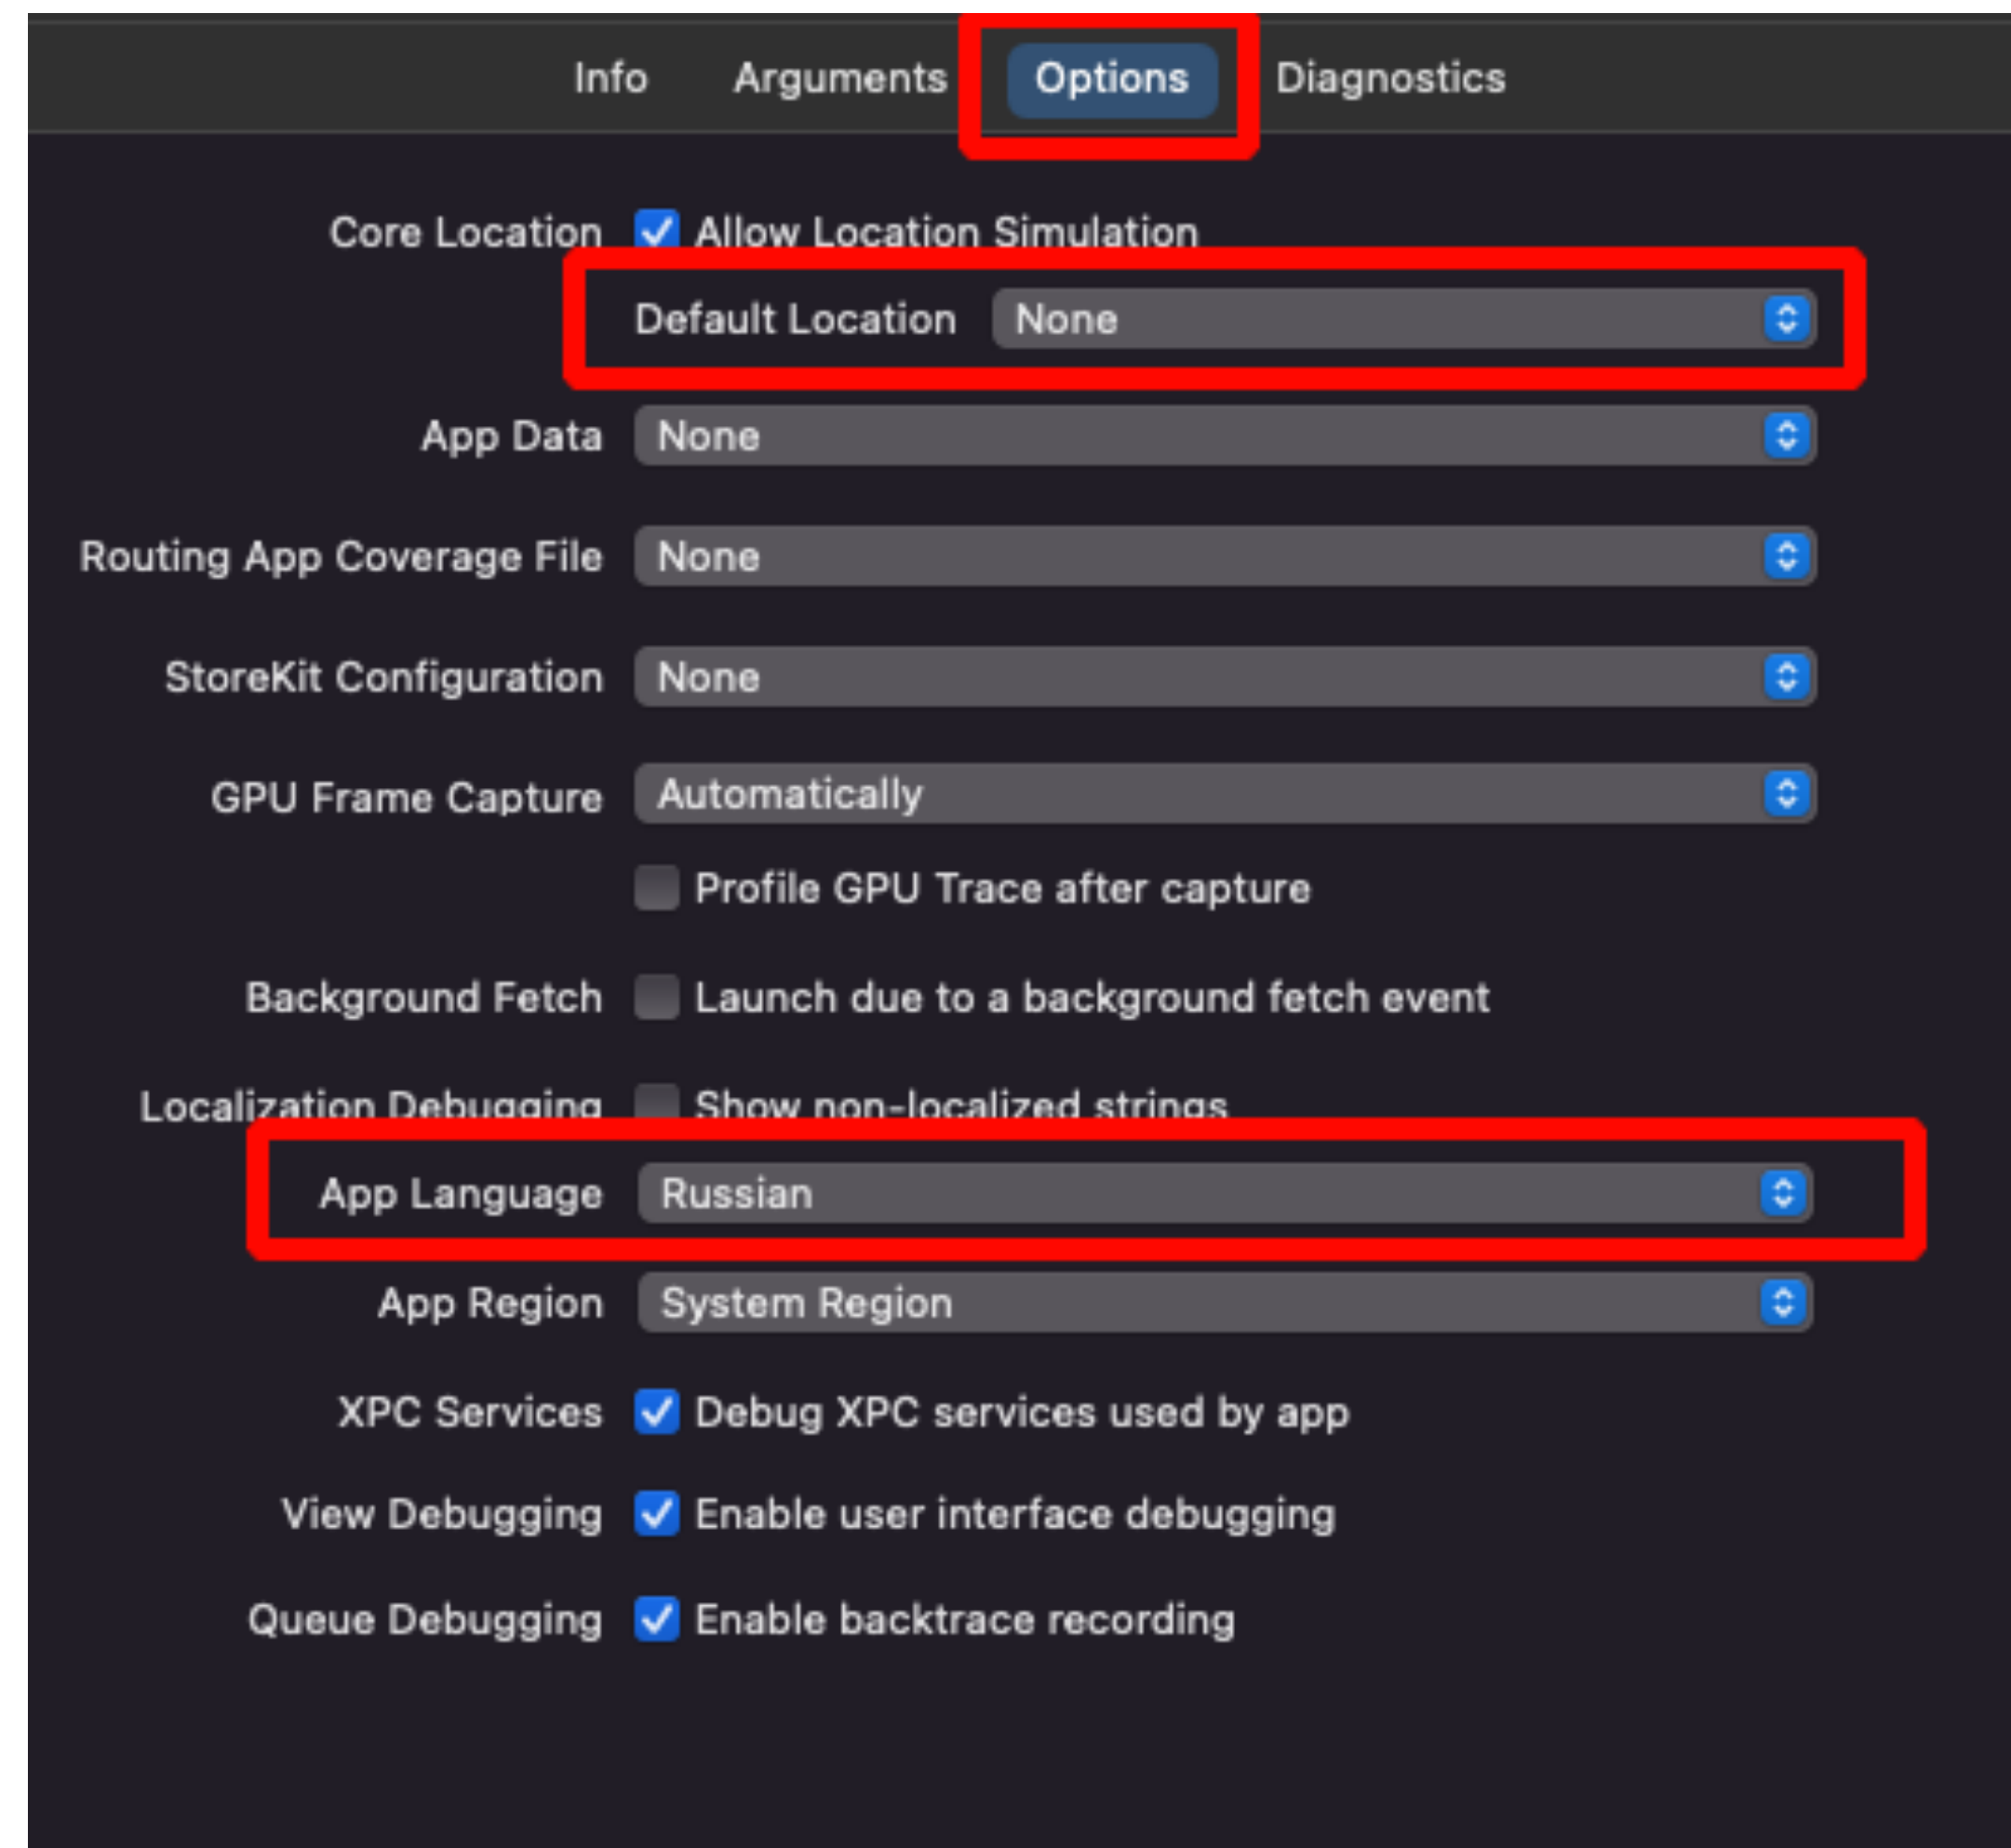 Info Arguments Options Diagnostics
Core Location Allow Location Simulation
Default Location None
App Data None
Routing App Coverage File None
StoreKit Configuration None
GPU Frame Capture Automatically
Profile GPU Trace after capture
Background Fetch Launch due to a background fetch event
Localization Debugging Show non-localized strings
App Language Russian
App Region System Region
XPC Services Debug XPC services used by app
View Debugging Enable user interface debugging
Queue Debugging Enable backtrace recording